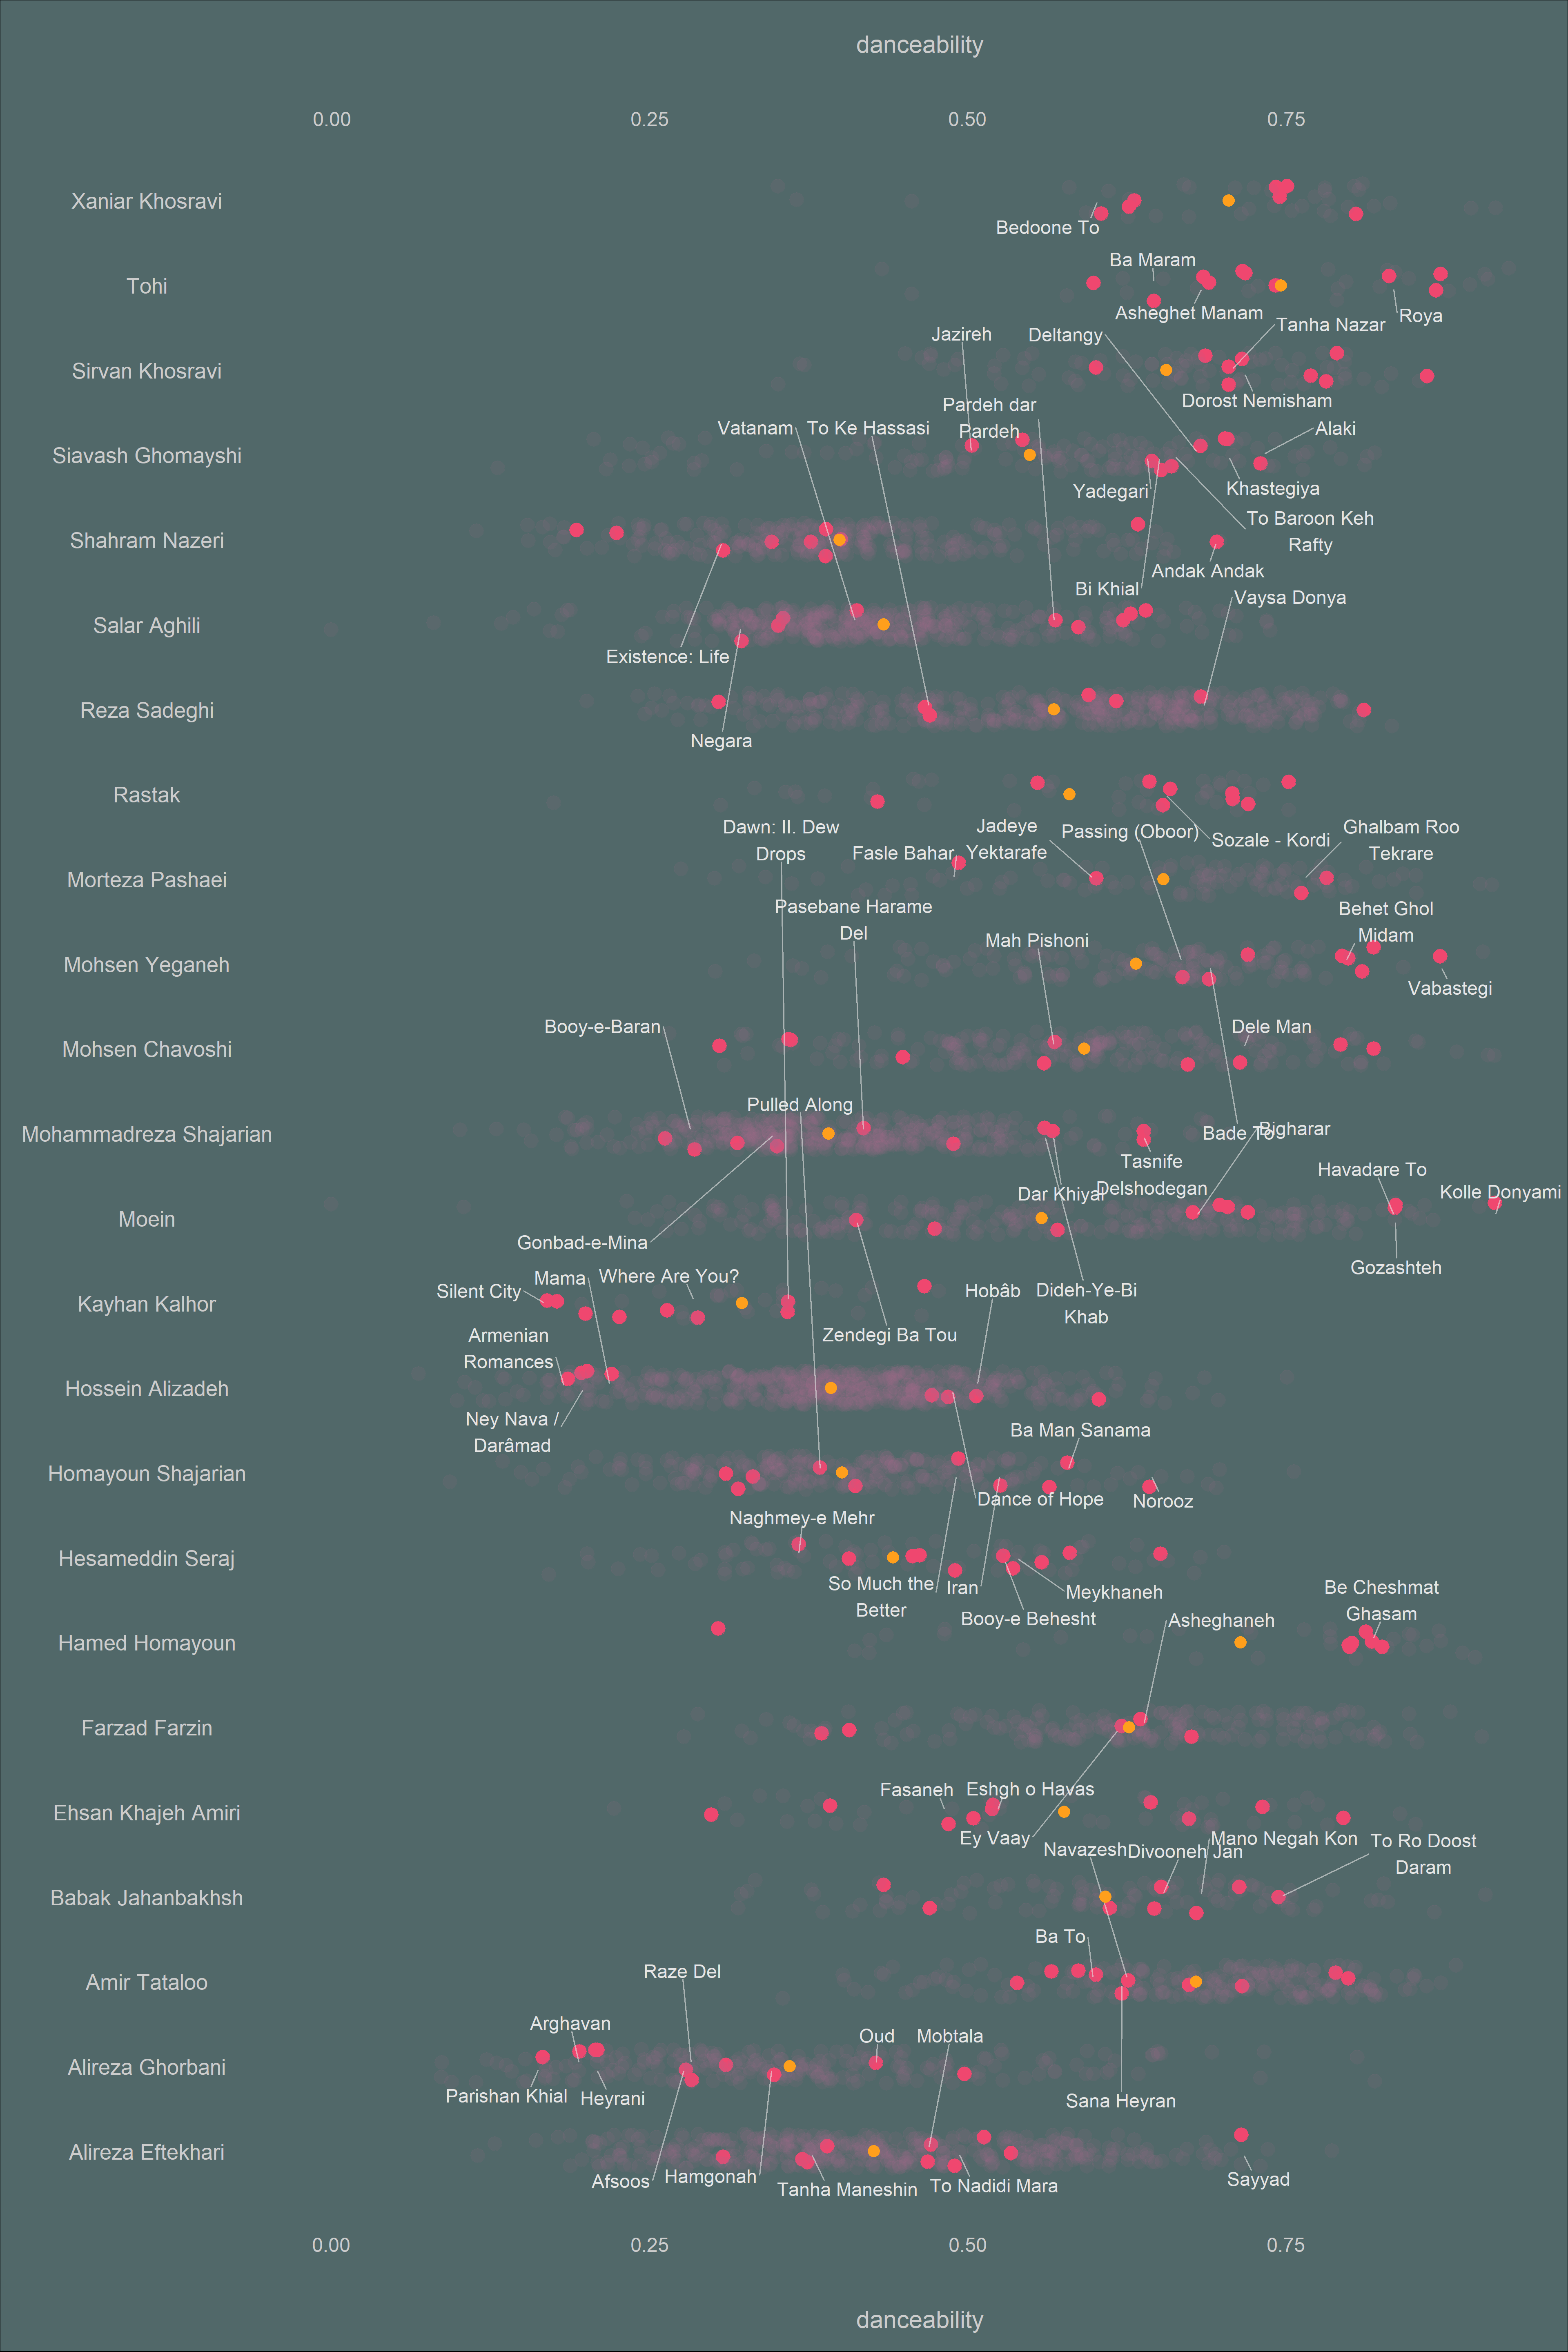 danceability
0.00 0.25 0.50 0.75
Xaniar Khosravi
Bedoone To
Ba Maram
Tohi
Asheghet Manam
Roya
Tanha Nazar
Jazireh
Deltangy
Sirvan Khosravi
Dorost Nemisham
Pardeh dar
Pardeh
Vatanam
To Ke Hassasi
Alaki
Siavash Ghomayshi
Yadegari
Khastegiya
To Baroon Keh
Rafty
Shahram Nazeri
Andak Andak
Bi Khial
Vaysa Donya
Salar Aghili
Existence: Life
Reza Sadeghi
Negara
Rastak
Dawn: II. Dew
Drops
Fasle Bahar
Jadeye
Yektarafe
Passing (Oboor)
Sozale - Kordi
Ghalbam Roo
Tekrare
Morteza Pashaei
Pasebane Harame
Del
Behet Ghol
Midam
Mah Pishoni
Mohsen Yeganeh
Vabastegi
Booy-e-Baran
Dele Man
Mohsen Chavoshi
Pulled Along
Mohammadreza Shajarian
Bade To
Bigharar
Tasnife
Delshodegan
Havadare To
Dar Khiyal
Kolle Donyami
Moein
Gonbad-e-Mina
Gozashteh
Silent City
Mama
Where Are You?
Hobâb
Dideh-Ye-Bi
Khab
Kayhan Kalhor
Zendegi Ba Tou
Armenian
Romances
Hossein Alizadeh
Ney Nava /
Darâmad
Ba Man Sanama
Homayoun Shajarian
Dance of Hope
Norooz
Naghmey-e Mehr
Hesameddin Seraj
So Much the
Better
Iran
Meykhaneh
Booy-e Behesht
Be Cheshmat
Ghasam
Asheghaneh
Hamed Homayoun
Farzad Farzin
Fasaneh
Eshgh o Havas
Ehsan Khajeh Amiri
Ey Vaay
Navazesh
Divooneh Jan
Mano Negah Kon
To Ro Doost
Daram
Babak Jahanbakhsh
Ba To
Raze Del
Amir Tataloo
Arghavan
Oud
Mobtala
Alireza Ghorbani
Parishan Khial
Heyrani
Sana Heyran
Alireza Eftekhari
Afsoos
Hamgonah
Tanha Maneshin
To Nadidi Mara
Sayyad
0.00 0.25 0.50 0.75
danceability